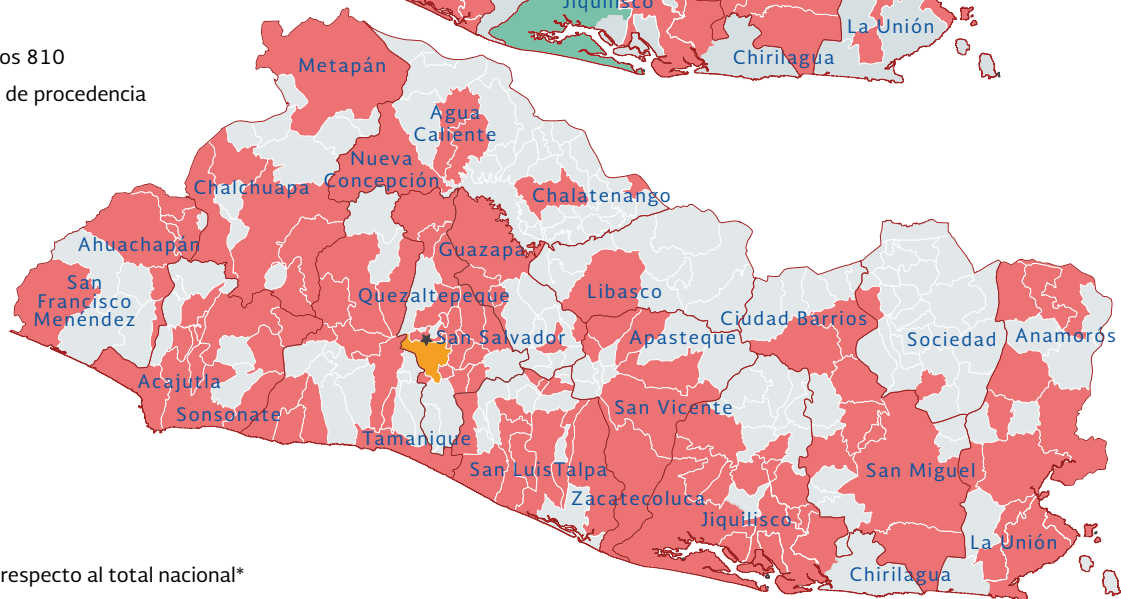 Jiquilisco
La Unión
os 810
Chirilagua
Metapán
de procedencia
Agua
Caliente
Nueva
Concepción
Chalchuapa
Chalatenango
Ahuachapán
Guazapa
San
Francisco
Menéndez
Libasco
Quezaltepeque
Ciudad Barrios
San Salvador
Apasteque
Sociedad
Anamorós
Acajutla
San Vicente
Sonsonate
Tamanique
San LuisTalpa
San Miguel
Zacatecoluca
Jiquilisco
La Unión
respecto al total nacional*
Chirilagua